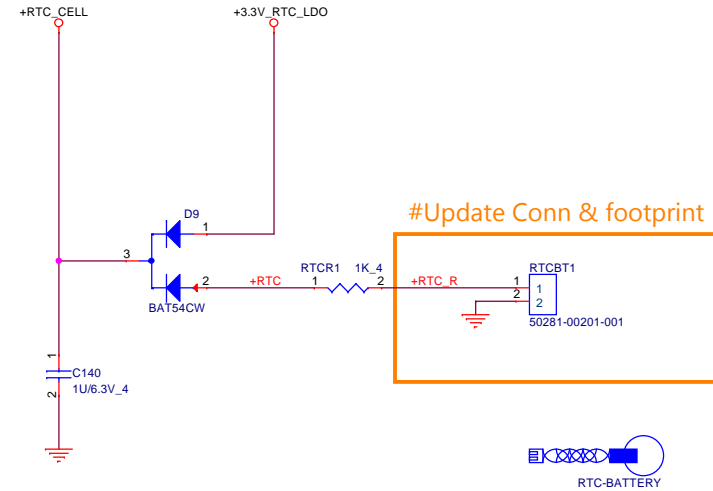 +RTC_CELL
+3.3V_RTC_LDO
#Update Conn & footprint
D9
1
3
2
BAT54CW
+RTC
RTCR1 1K_4
1
2
+RTC_R
RTCBT1
1
2
1
2
50281-00201-001
1
C140
1U/6.3V_4
2
RTC-BATTERY